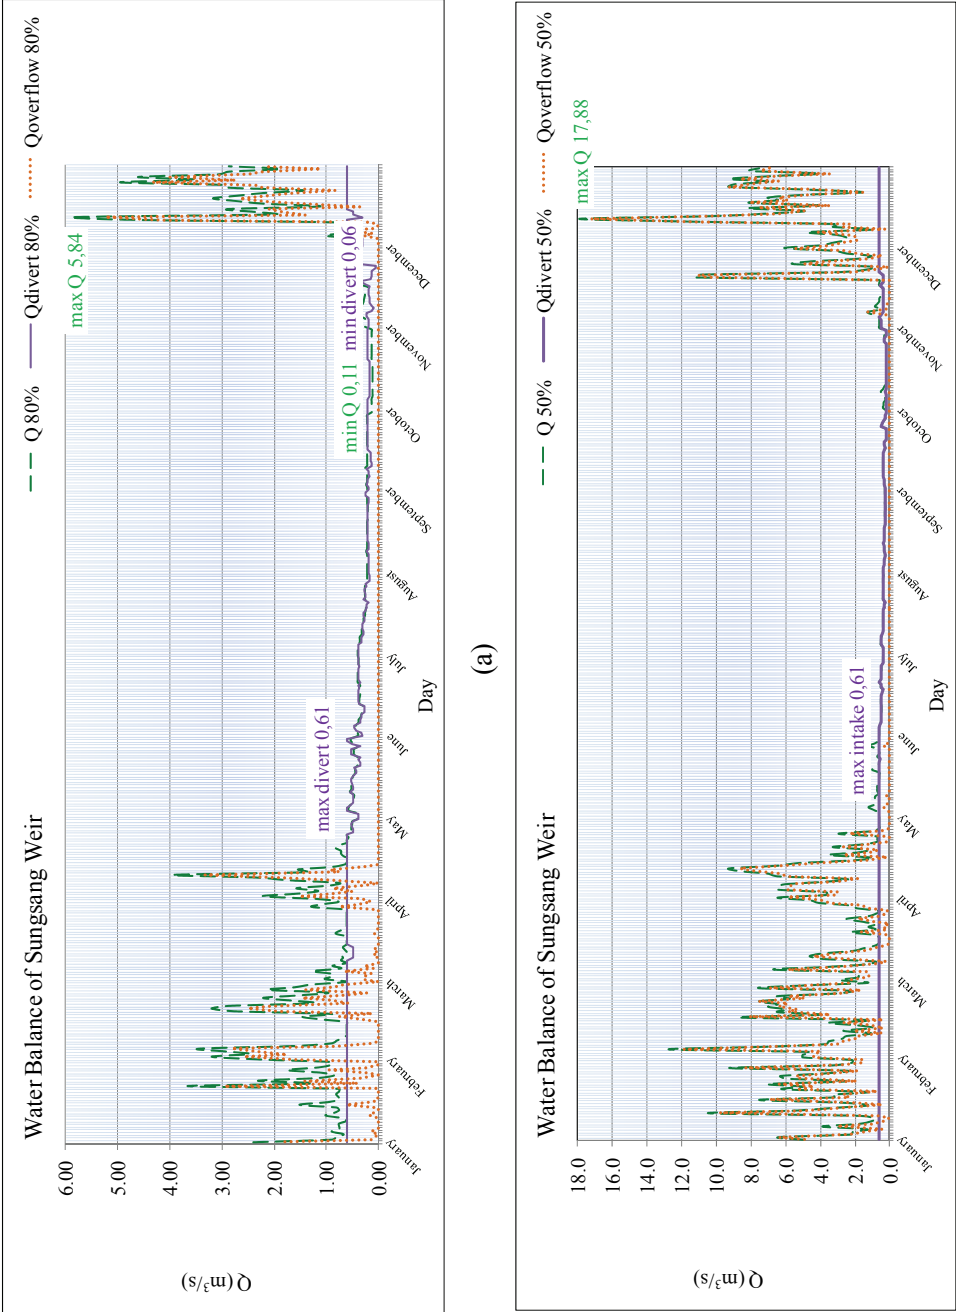 Water Balance of Sungsang Weir
Q 80%
Qdivert 80%
Qoverflow 80%
6.00
5.00
4.00
3.00
2.00
1.00
0.00
Q (m³/s)
max Q 5,84
max divert 0,61
min Q 0,11
min divert 0,06
January
February
March
April
May
June
July
August
September
October
November
December
Day
(a)
Water Balance of Sungsang Weir
Q 50%
Qdivert 50%
Qoverflow 50%
18.0
16.0
14.0
12.0
10.0
8.0
6.0
4.0
2.0
0.0
Q (m³/s)
max Q 17,88
max intake 0,61
January
February
March
April
May
June
July
August
September
October
November
December
Day